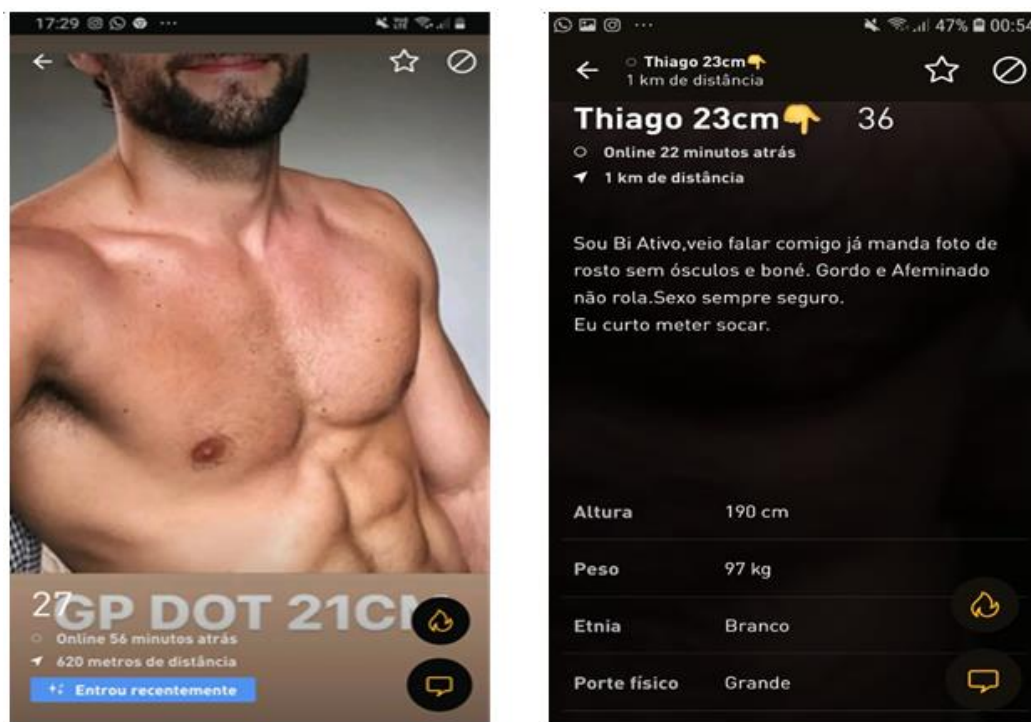 17:29
27
GP DOT 21CM
Online 56 minutos atrás
620 metros de distância
Entrou recentemente
47% 00:54
Thiago 23cm👇
1 km de distância
Thiago 23cm👇 36
Online 22 minutos atrás
1 km de distância
Sou Bi Ativo,veio falar comigo já manda foto de
rosto sem ósculos e boné. Gordo e Afeminado
não rola.Sexo sempre seguro.
Eu curto meter socar.
Altura 190 cm
Peso 97 kg
Etnia Branco
Porte físico Grande